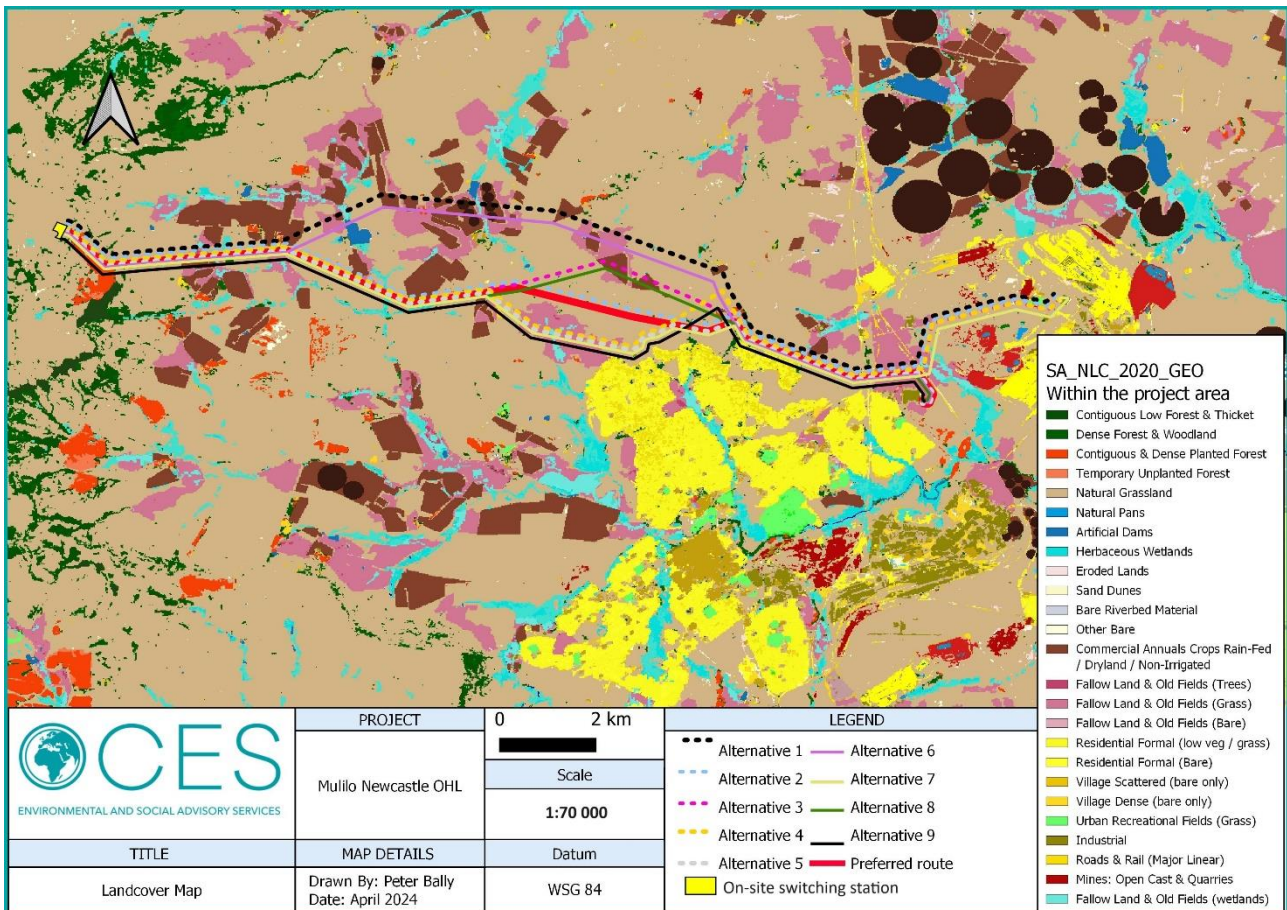 SA_NLC_2020_GEO
Within the project area
Contiguous Low Forest & Thicket
Dense Forest & Woodland
Contiguous & Dense Planted Forest
Temporary Unplanted Forest
Natural Grassland
Natural Pans
Artificial Dams
Herbaceous Wetlands
Eroded Lands
Sand Dunes
Bare Riverbed Material
Other Bare
Commercial Annuals Crops Rain-Fed
/ Dryland / Non-Irrigated
Fallow Land & Old Fields (Trees)
Fallow Land & Old Fields (Grass)
Fallow Land & Old Fields (Bare)
Residential Formal (low veg / grass)
Residential Formal (Bare)
Village Scattered (bare only)
Village Dense (bare only)
Urban Recreational Fields (Grass)
Industrial
Roads & Rail (Major Linear)
Mines: Open Cast & Quarries
Fallow Land & Old Fields (wetlands)
CES
ENVIRONMENTAL AND SOCIAL ADVISORY SERVICES
PROJECT
Mulilo Newcastle OHL
0 2 km
Scale
1:70 000
TITLE
Landcover Map
MAP DETAILS
Drawn By: Peter Bally
Date: April 2024
Datum
WSG 84
LEGEND
Alternative 1
Alternative 2
Alternative 3
Alternative 4
Alternative 5
Alternative 6
Alternative 7
Alternative 8
Alternative 9
Preferred route
On-site switching station